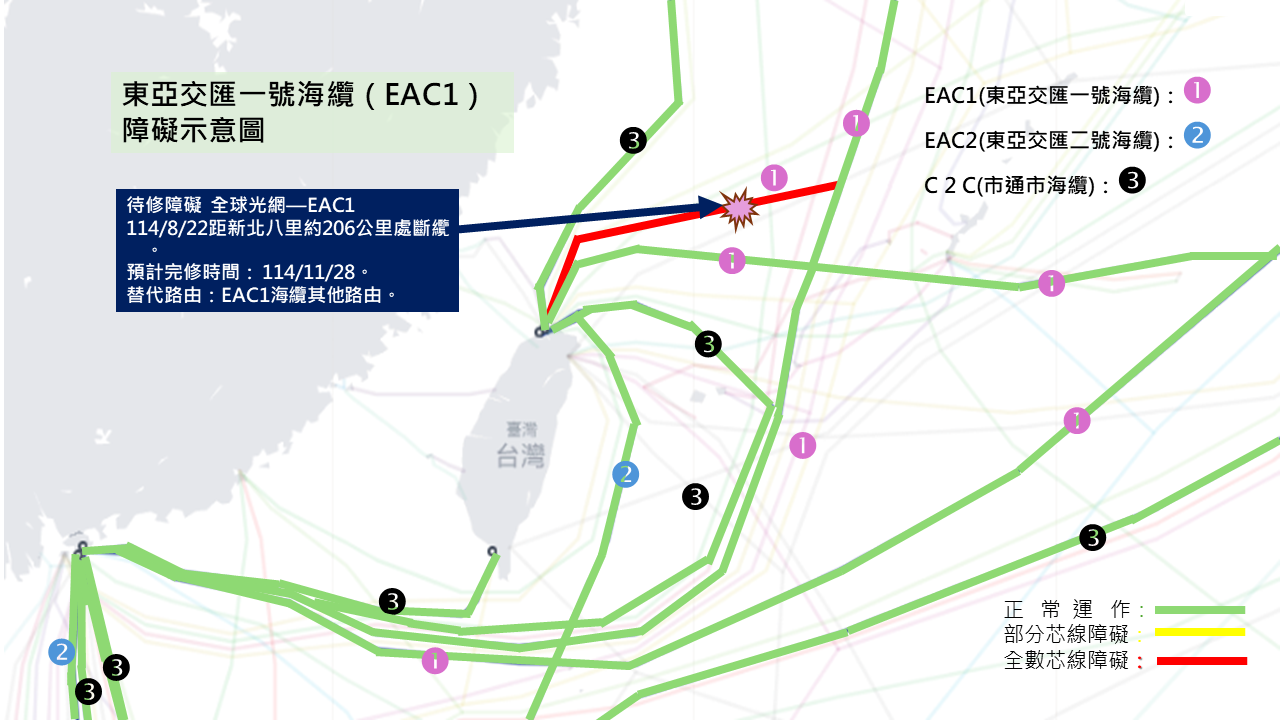 東亞交匯一號海纜（EAC1）
障礙示意圖
待修障礙 全球光網—EAC1
114/8/22距新北八里約206公里處斷纜
。
預計完修時間：114/11/28。
替代路由：EAC1海纜其他路由。
EAC1(東亞交匯一號海纜)：1
EAC2(東亞交匯二號海纜)：2
C 2 C(市通市海纜)：3
3
1
1
1
1
3
1
1
2
3
3
3
1
2
3
3
臺灣
台灣
正 常 運 作：
部分芯線障礙：
全數芯線障礙：